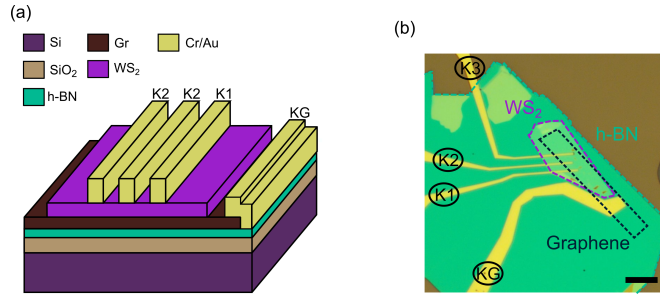 (a)
Si
Gr
Cr/Au
SiO2
WS2
h-BN
K2 K2 K1
KG
(b)
K3
WS2
h-BN
K2
K1
Graphene
KG